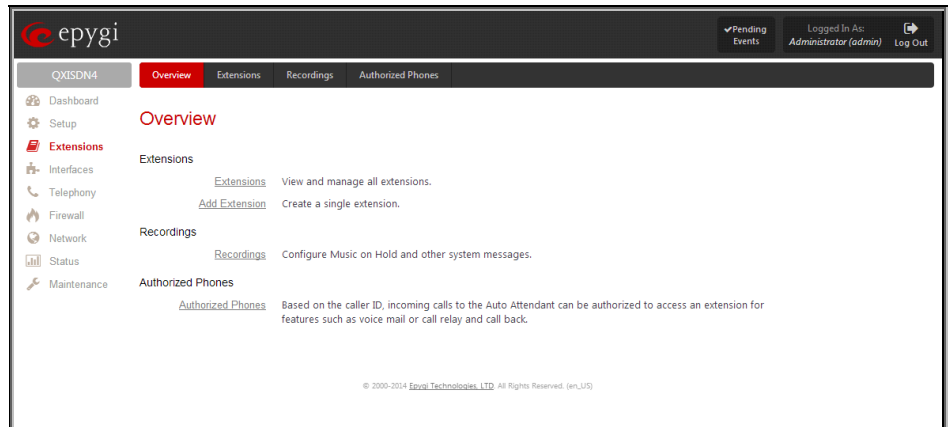 epygi
✔Pending
Events
Logged In As:
Administrator (admin)
Log Out
QXISDN4
Overview
Extensions
Recordings
Authorized Phones
Dashboard
Setup
Extensions
Interfaces
Telephony
Firewall
Network
Status
Maintenance
Overview
Extensions
Extensions View and manage all extensions.
Add Extension Create a single extension.
Recordings
Recordings Configure Music on Hold and other system messages.
Authorized Phones
Authorized Phones Based on the caller ID, incoming calls to the Auto Attendant can be authorized to access an extension for
features such as voice mail or call relay and call back.
© 2000-2014 Epygi Technologies, LTD. All Rights Reserved. (en_US)